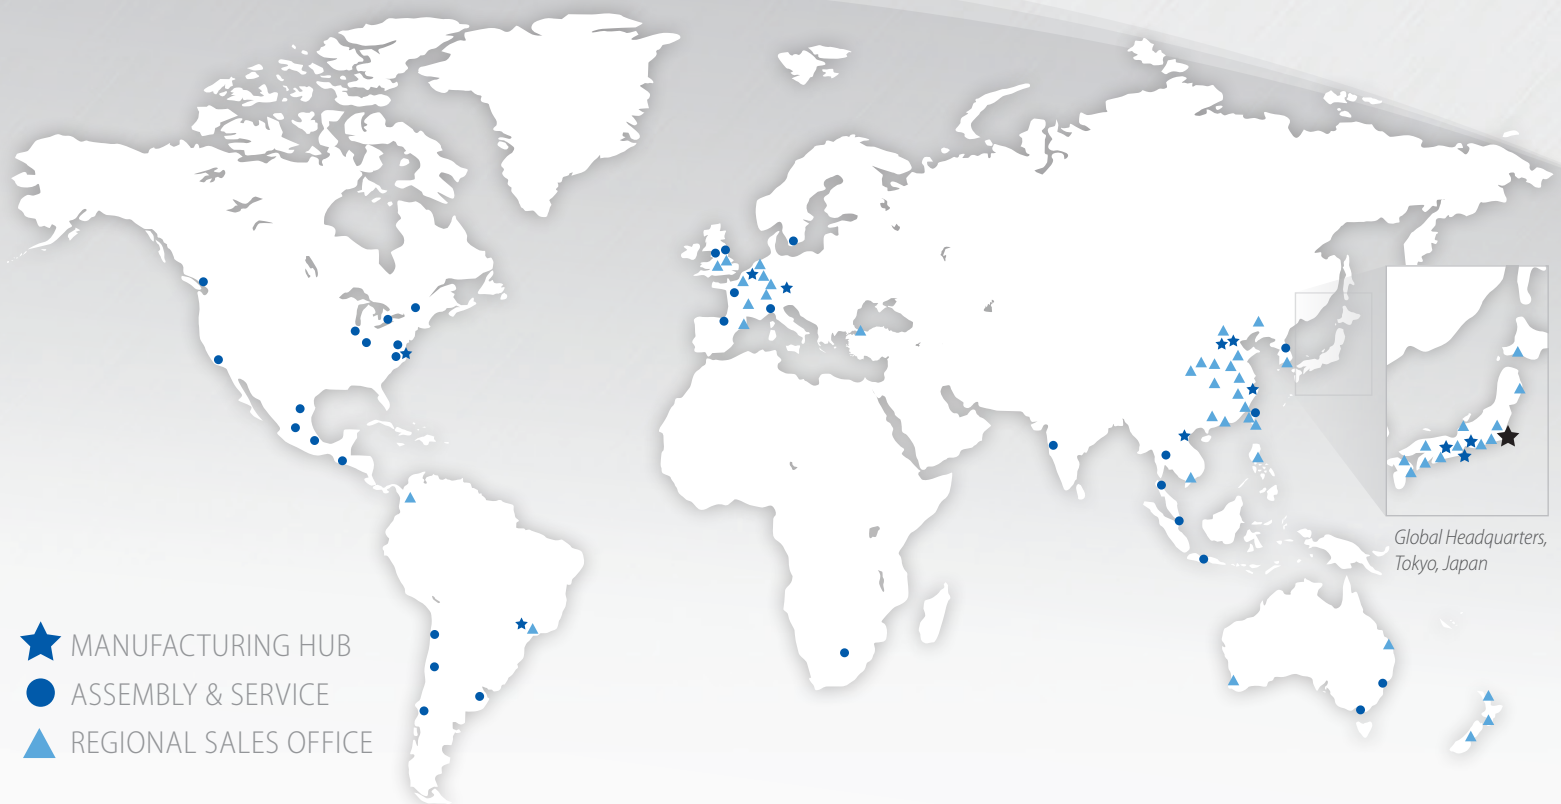 Global Headquarters,
Tokyo, Japan
MANUFACTURING HUB
ASSEMBLY & SERVICE
REGIONAL SALES OFFICE